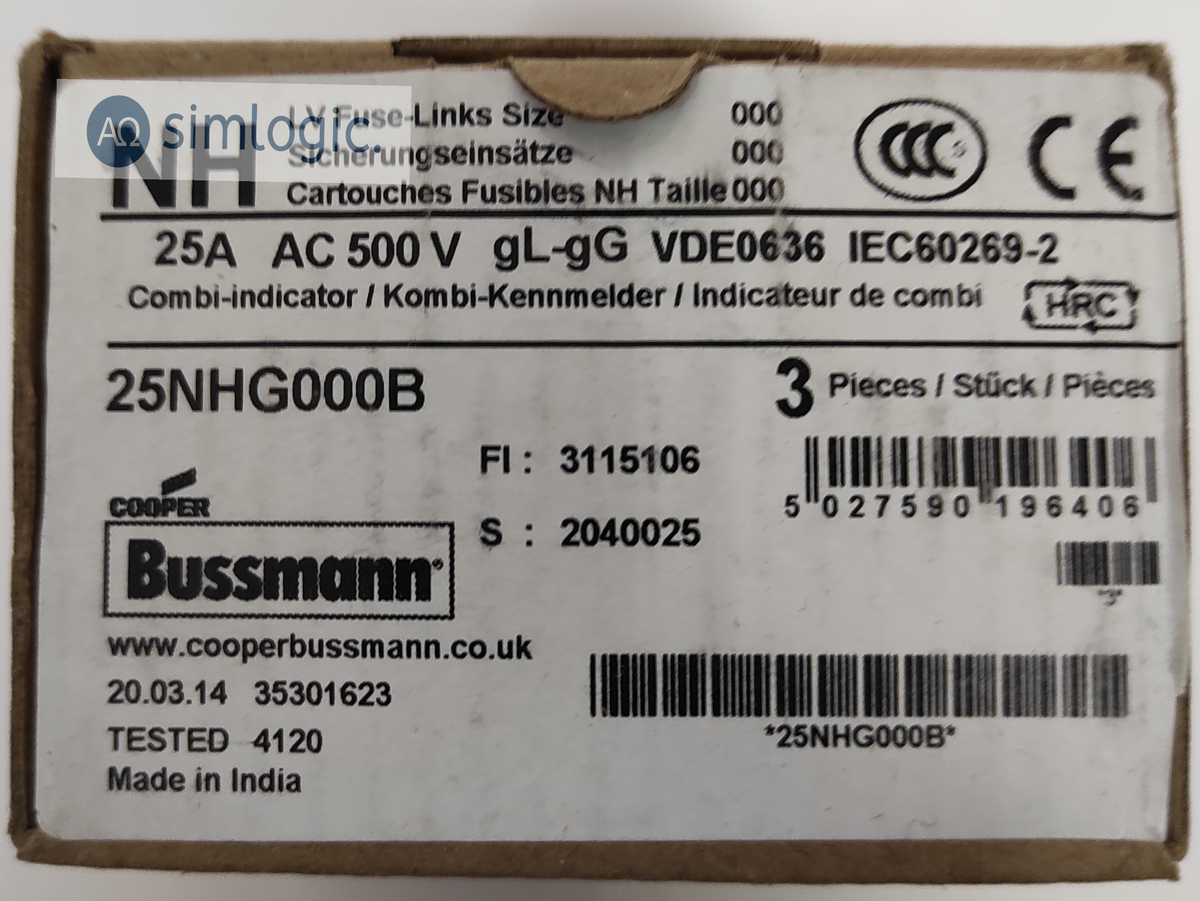 ΑΩ simlogic.
NH
LV Fuse-Links Size 000
Sicherungseinsätze 000
Cartouches Fusibles NH Taille 000
CCC CE
25A AC 500 V gL-gG VDE0636 IEC60269-2
Combi-indicator / Kombi-Kennmelder / Indicateur de combi HRC
25NHG000B
3 Pieces / Stück / Pièces
FI : 3115106
5 027590 196406
S : 2040025
*3*
COOPER
Bussmann®
www.cooperbussmann.co.uk
20.03.14 35301623
*25NHG000B*
TESTED 4120
Made in India